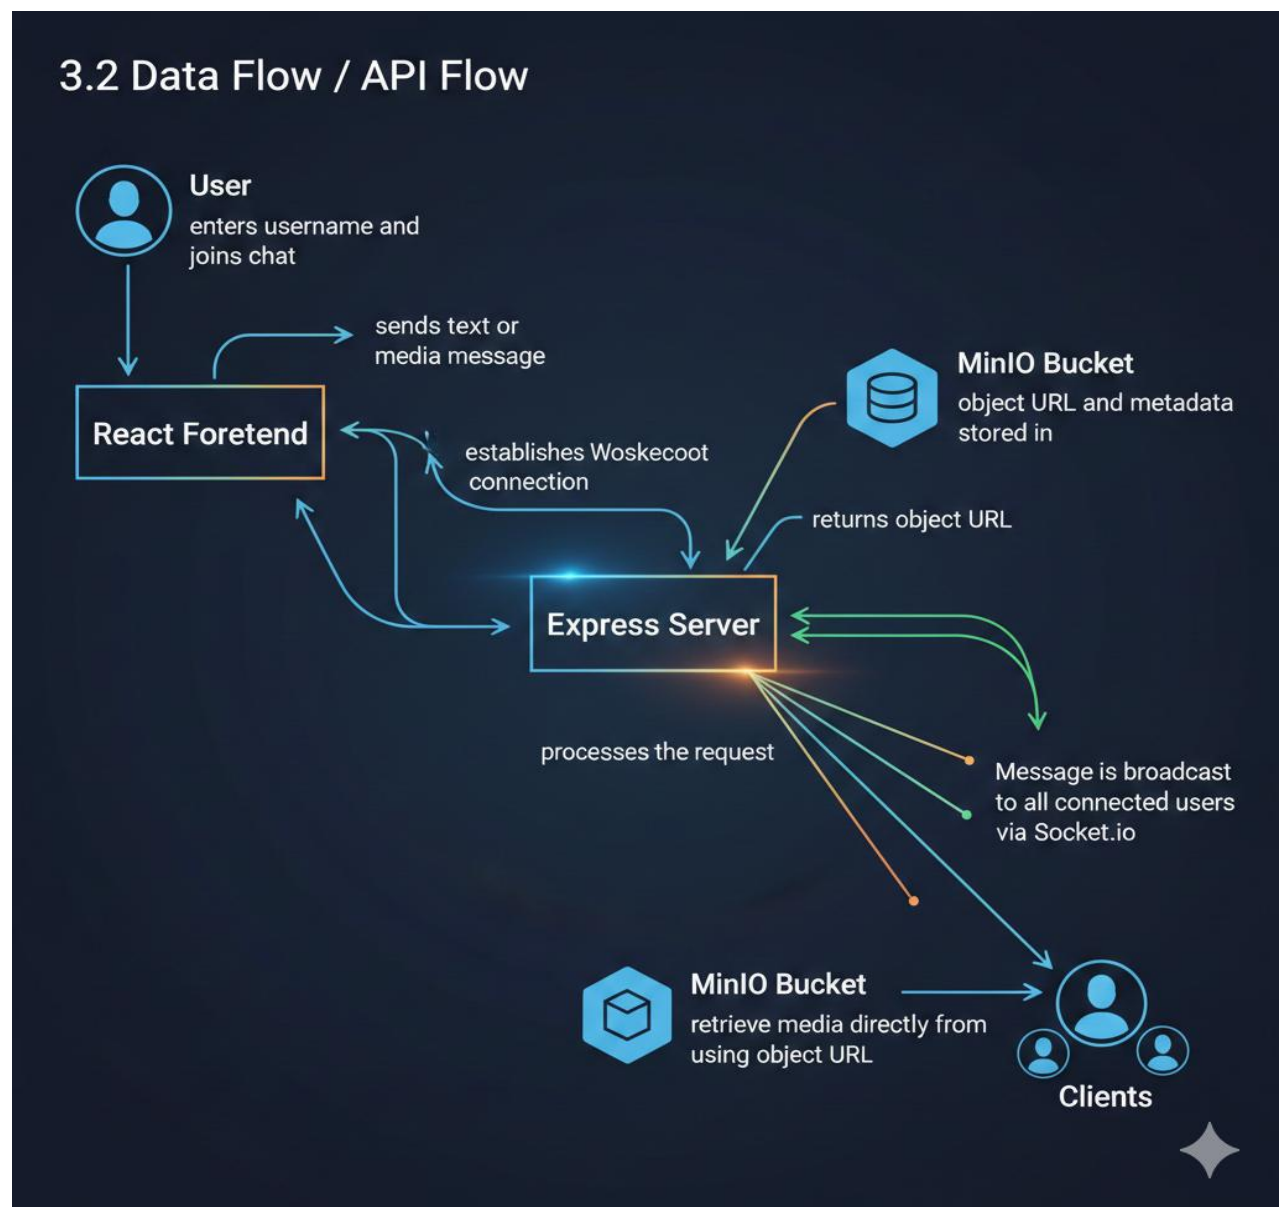 3.2 Data Flow / API Flow
User
enters username and
joins chat
sends text or
media message
React Foretend
establishes Woskecoot
connection
MinIO Bucket
object URL and metadata
stored in
returns object URL
Express Server
processes the request
Message is broadcast
to all connected users
via Socket.io
MinIO Bucket
retrieve media directly from
using object URL
Clients